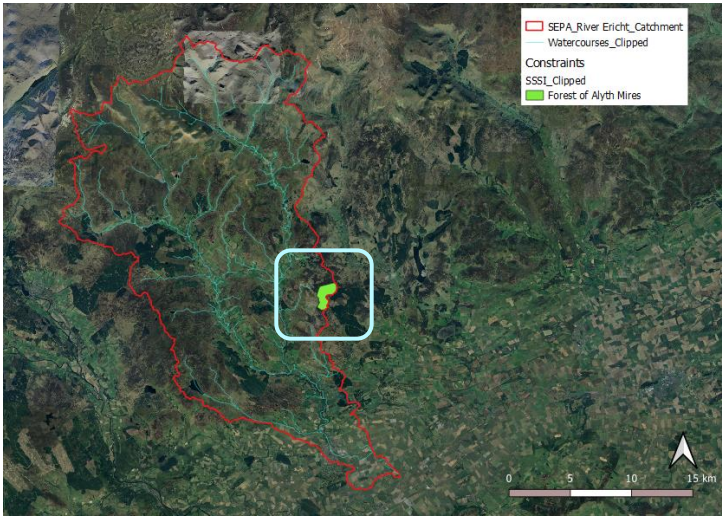 SEPA_River Ericht_Catchment
Watercourses_Clipped
Constraints
SSSI_Clipped
Forest of Alyth Mires
0 5 10 15 km